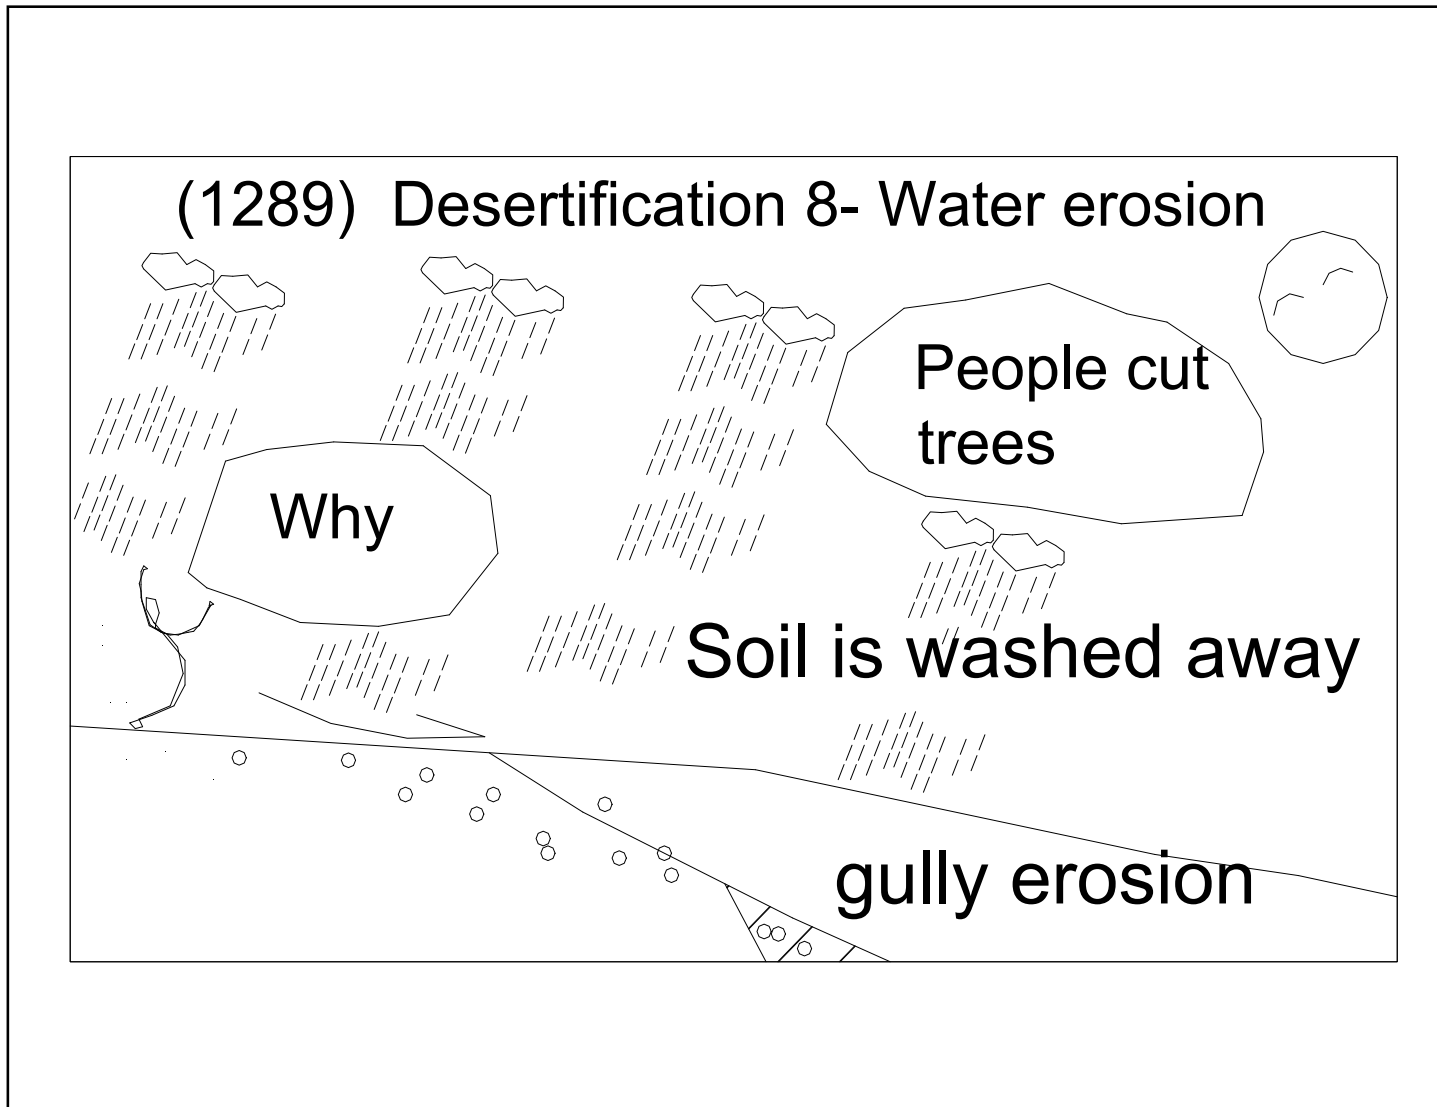 (1289)  Desertification 8- Water erosion
People cut
trees
Why
Soil is washed away
gully erosion